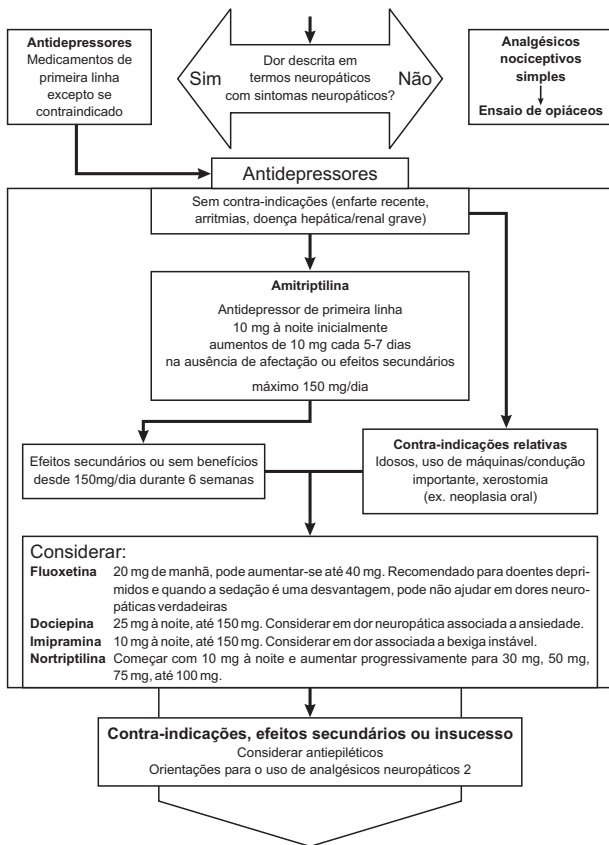 Antidepressores
Medicamentos de
primeira linha
excepto se
contraindicado
Sim
Dor descrita em
termos neuropáticos
com sintomas neuropáticos?
Não
Analgésicos
nociceptivos
simples
Ensaio de opiáceos
Antidepressores
Sem contra-indicações (enfarte recente,
arritmias, doença hepática/renal grave)
Amitriptilina
Antidepressor de primeira linha
10 mg à noite inicialmente
aumentos de 10 mg cada 5-7 dias
na ausência de afectação ou efeitos secundários
máximo 150 mg/dia
Efeitos secundários ou sem benefícios
desde 150mg/dia durante 6 semanas
Contra-indicações relativas
Idosos, uso de máquinas/condução
importante, xerostomia
(ex. neoplasia oral)
Considerar:
Fluoxetina 20 mg de manhã, pode aumentar-se até 40 mg. Recomendado para doentes depri-
midos e quando a sedação é uma desvantagem, pode não ajudar em dores neuro-
páticas verdadeiras
Dociepina 25 mg à noite, até 150 mg. Considerar em dor neuropática associada a ansiedade.
Imipramina 10 mg à noite, até 150 mg. Considerar em dor associada a bexiga instável.
Nortriptilina Começar com 10 mg à noite e aumentar progressivamente para 30 mg, 50 mg,
75 mg, até 100 mg.
Contra-indicações, efeitos secundários ou insucesso
Considerar antiepiléticos
Orientações para o uso de analgésicos neuropáticos 2